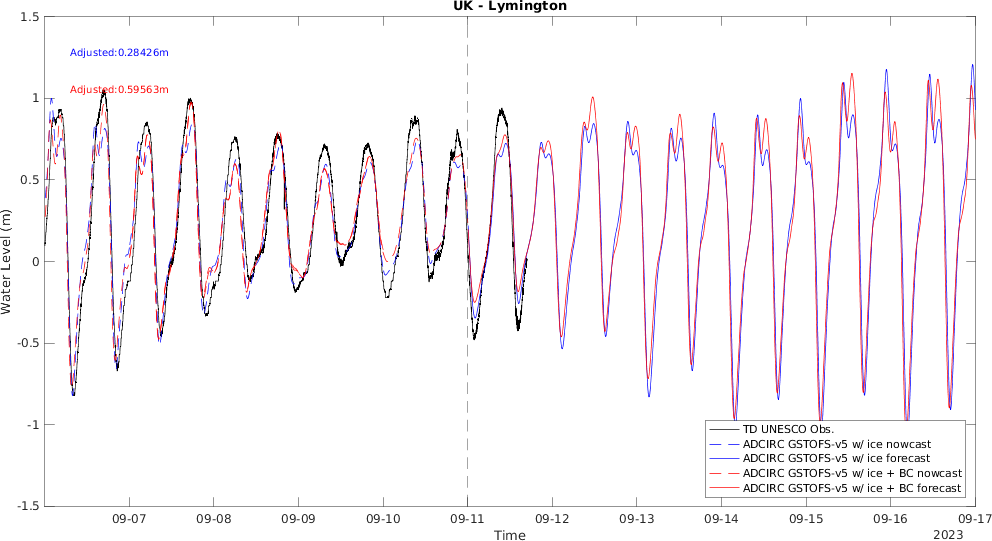 UK - Lymington
Adjusted:0.28426m
Adjusted:0.59563m
Water Level (m)
1.5
1
0.5
0
-0.5
-1
-1.5
TD UNESCO Obs.
ADCIRC GSTOFS-v5 w/ ice nowcast
ADCIRC GSTOFS-v5 w/ ice forecast
ADCIRC GSTOFS-v5 w/ ice + BC nowcast
ADCIRC GSTOFS-v5 w/ ice + BC forecast
09-07 09-08 09-09 09-10 09-11 09-12 09-13 09-14 09-15 09-16 09-17
Time
2023